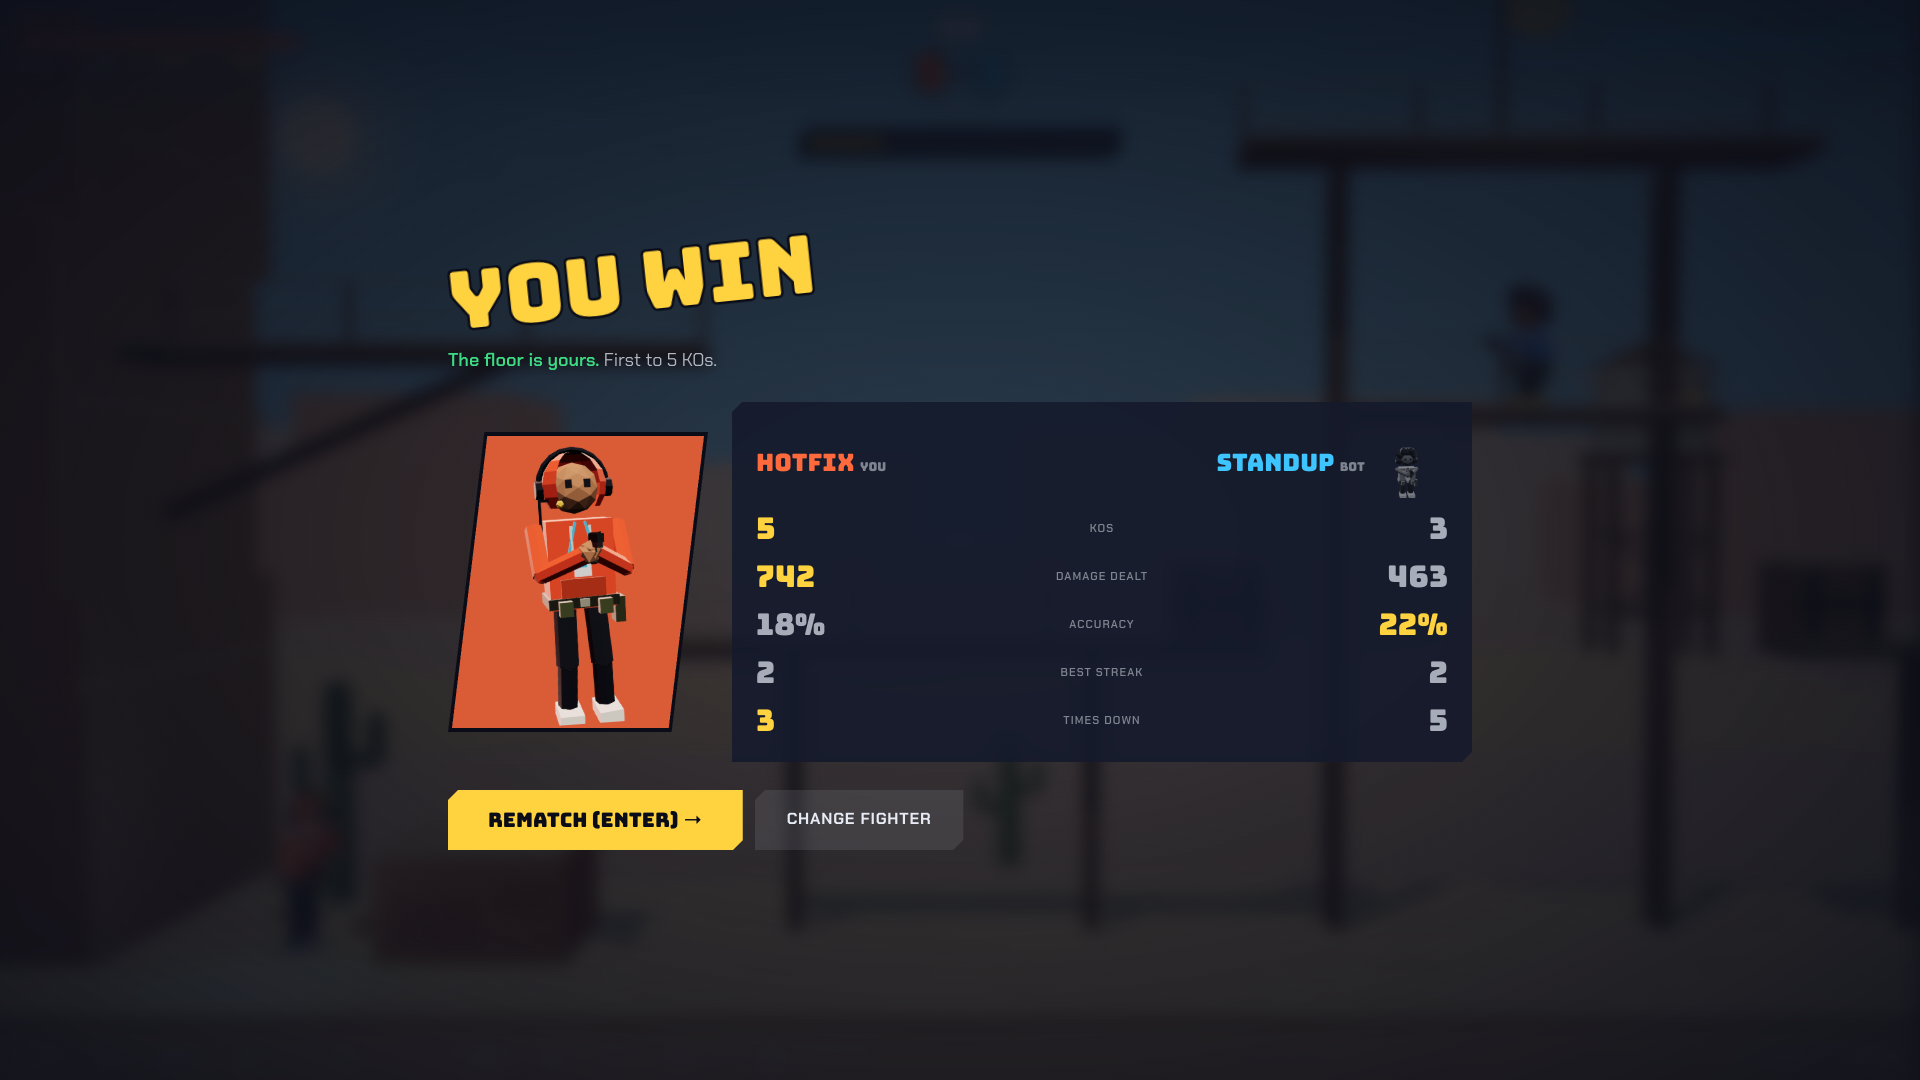 YOU WIN
The floor is yours. First to 5 KOs.
HOTFIX YOU STANDUP BOT
5 KOS 3
742 DAMAGE DEALT 463
18% ACCURACY 22%
2 BEST STREAK 2
3 TIMES DOWN 5
REMATCH (ENTER) → CHANGE FIGHTER